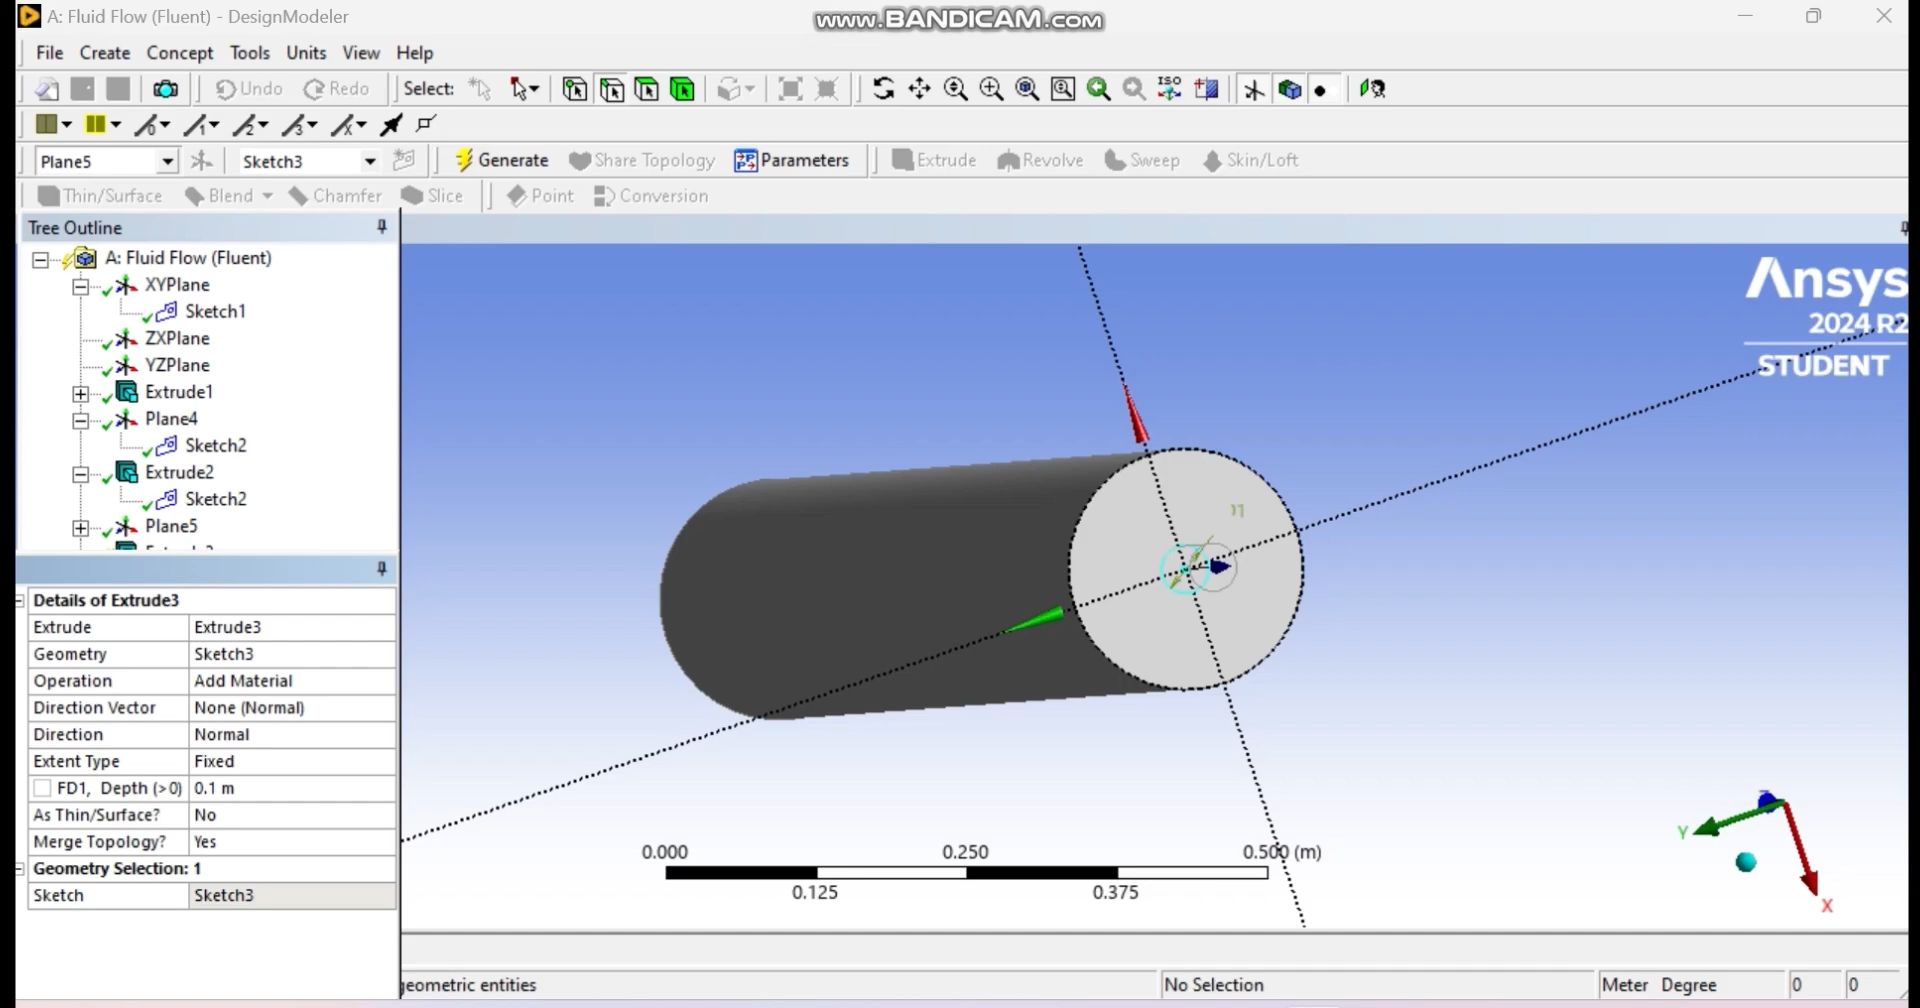 A: Fluid Flow (Fluent) - DesignModeler
www.BANDICAM.com
File Create Concept Tools Units View Help
Undo Redo Select: ISO
Plane5 Sketch3 Generate Share Topology Parameters Extrude Revolve Sweep Skin/Loft
Thin/Surface Blend Chamfer Slice Point Conversion
Tree Outline
A: Fluid Flow (Fluent)
XYPlane
Sketch1
ZXPlane
YZPlane
Extrude1
Plane4
Sketch2
Extrude2
Sketch2
Plane5
Details of Extrude3
Extrude Extrude3
Geometry Sketch3
Operation Add Material
Direction Vector None (Normal)
Direction Normal
Extent Type Fixed
FD1, Depth (>0) 0.1 m
As Thin/Surface? No
Merge Topology? Yes
Geometry Selection: 1
Sketch Sketch3
Ansys
2024 R2
STUDENT
0.000 0.250 0.500 (m)
0.125 0.375
Y
X
geometric entities
No Selection
Meter Degree 0 0